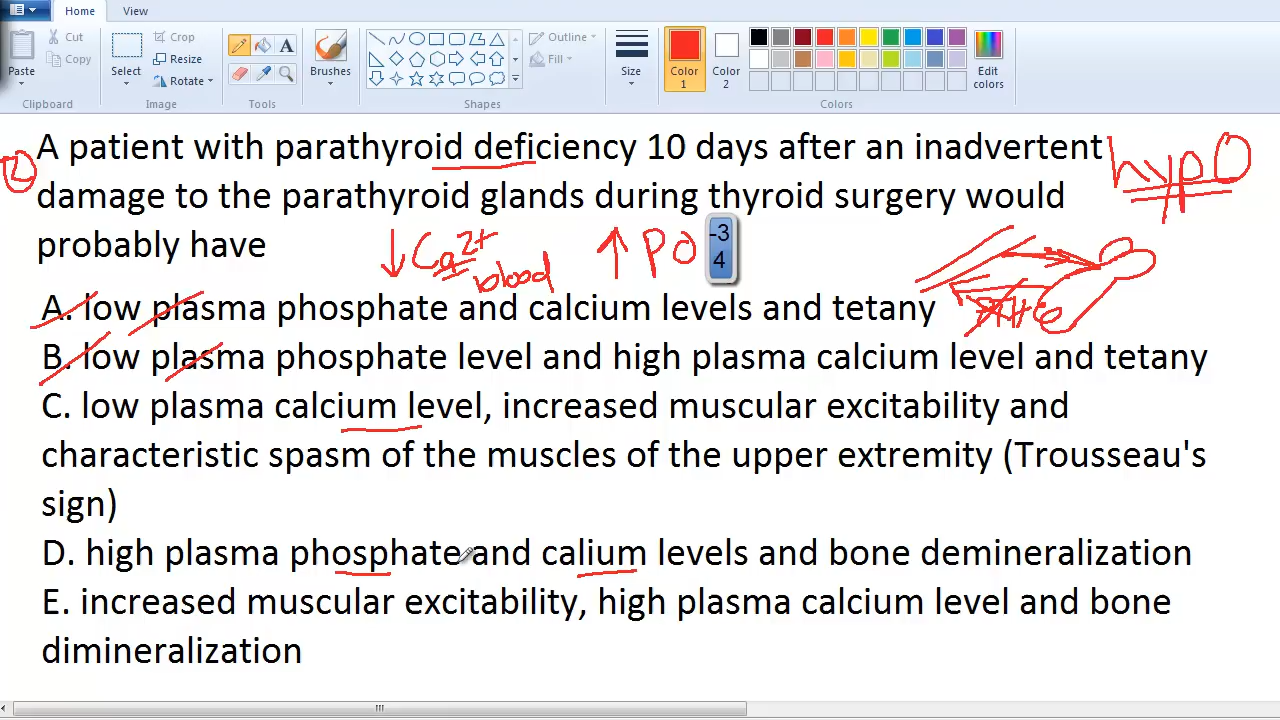 Home
View
Paste
Cut
Copy
Clipboard
Select
Crop
Resize
Rotate
Image
A
Tools
Brushes
Shapes
Outline
Fill
Size
Color
1
Color
2
Colors
Edit
colors
A patient with parathyroid deficiency 10 days after an inadvertent
hypO
damage to the parathyroid glands during thyroid surgery would
probably have
↓ Ca2+
blood
↑ PO -3
4
A. low plasma phosphate and calcium levels and tetany
PTH
B. low plasma phosphate level and high plasma calcium level and tetany
C. low plasma calcium level, increased muscular excitability and
characteristic spasm of the muscles of the upper extremity (Trousseau's
sign)
D. high plasma phosphate and calium levels and bone demineralization
E. increased muscular excitability, high plasma calcium level and bone
dimineralization